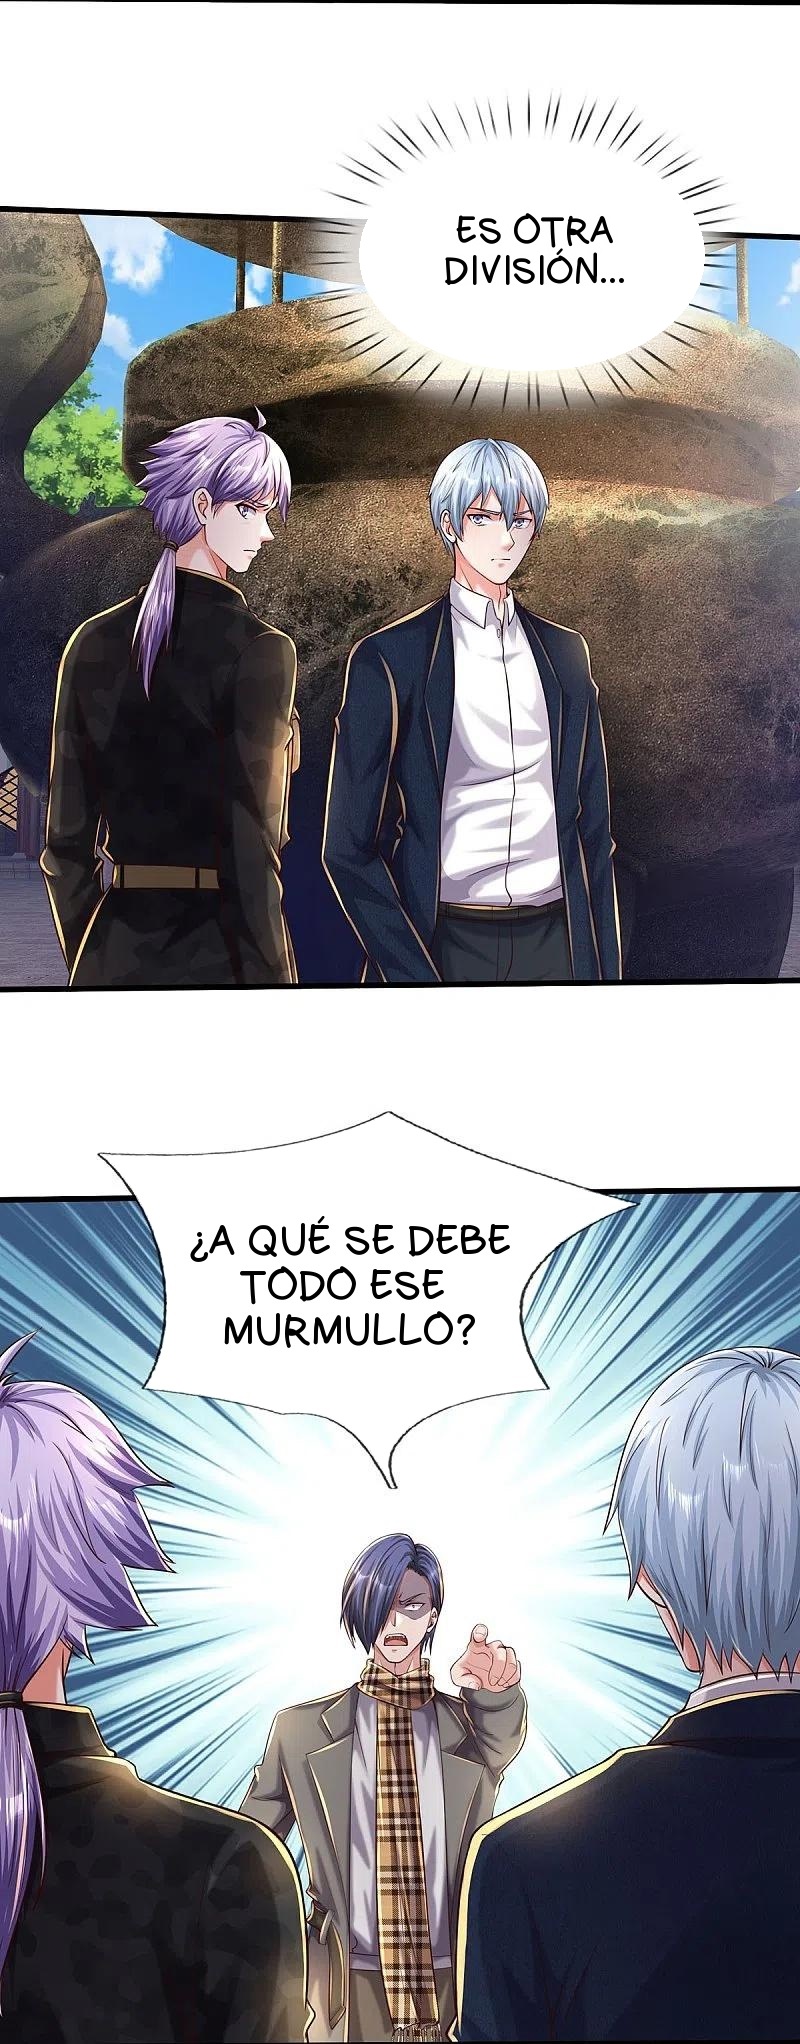 ES OTRA
DIVISIÓN...
¿A QUÉ SE DEBE
TODO ESE
MURMULLO?